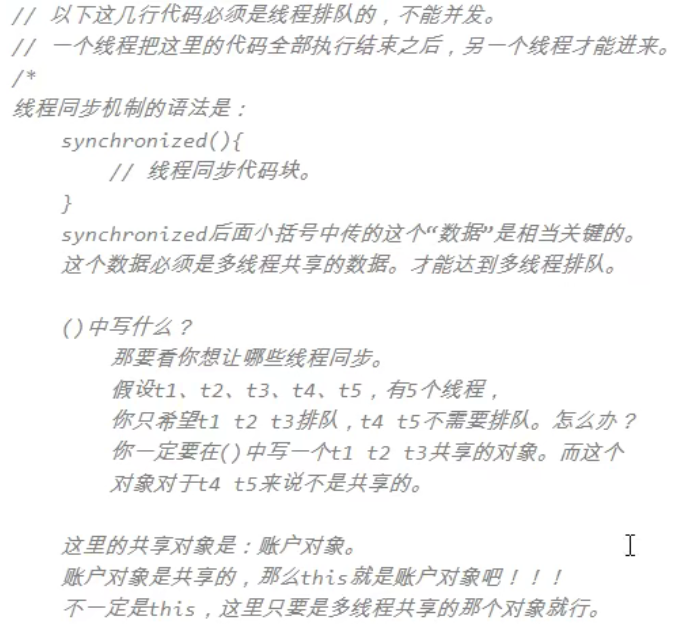 // 以下这几行代码必须是线程排队的，不能并发。
// 一个线程把这里的代码全部执行结束之后，另一个线程才能进来。
/*
线程同步机制的语法是：
synchronized(){
// 线程同步代码块。
}
synchronized后面小括号中传的这个“数据”是相当关键的。
这个数据必须是多线程共享的数据。才能达到多线程排队。
()中写什么？
那要看你想让哪些线程同步。
假设t1、t2、t3、t4、t5，有5个线程，
你只希望t1 t2 t3排队，t4 t5不需要排队。怎么办？
你一定要在()中写一个t1 t2 t3共享的对象。而这个
对象对于t4 t5来说不是共享的。
这里的共享对象是：账户对象。
账户对象是共享的，那么this就是账户对象吧！！！
不一定是this，这里只要是多线程共享的那个对象就行。